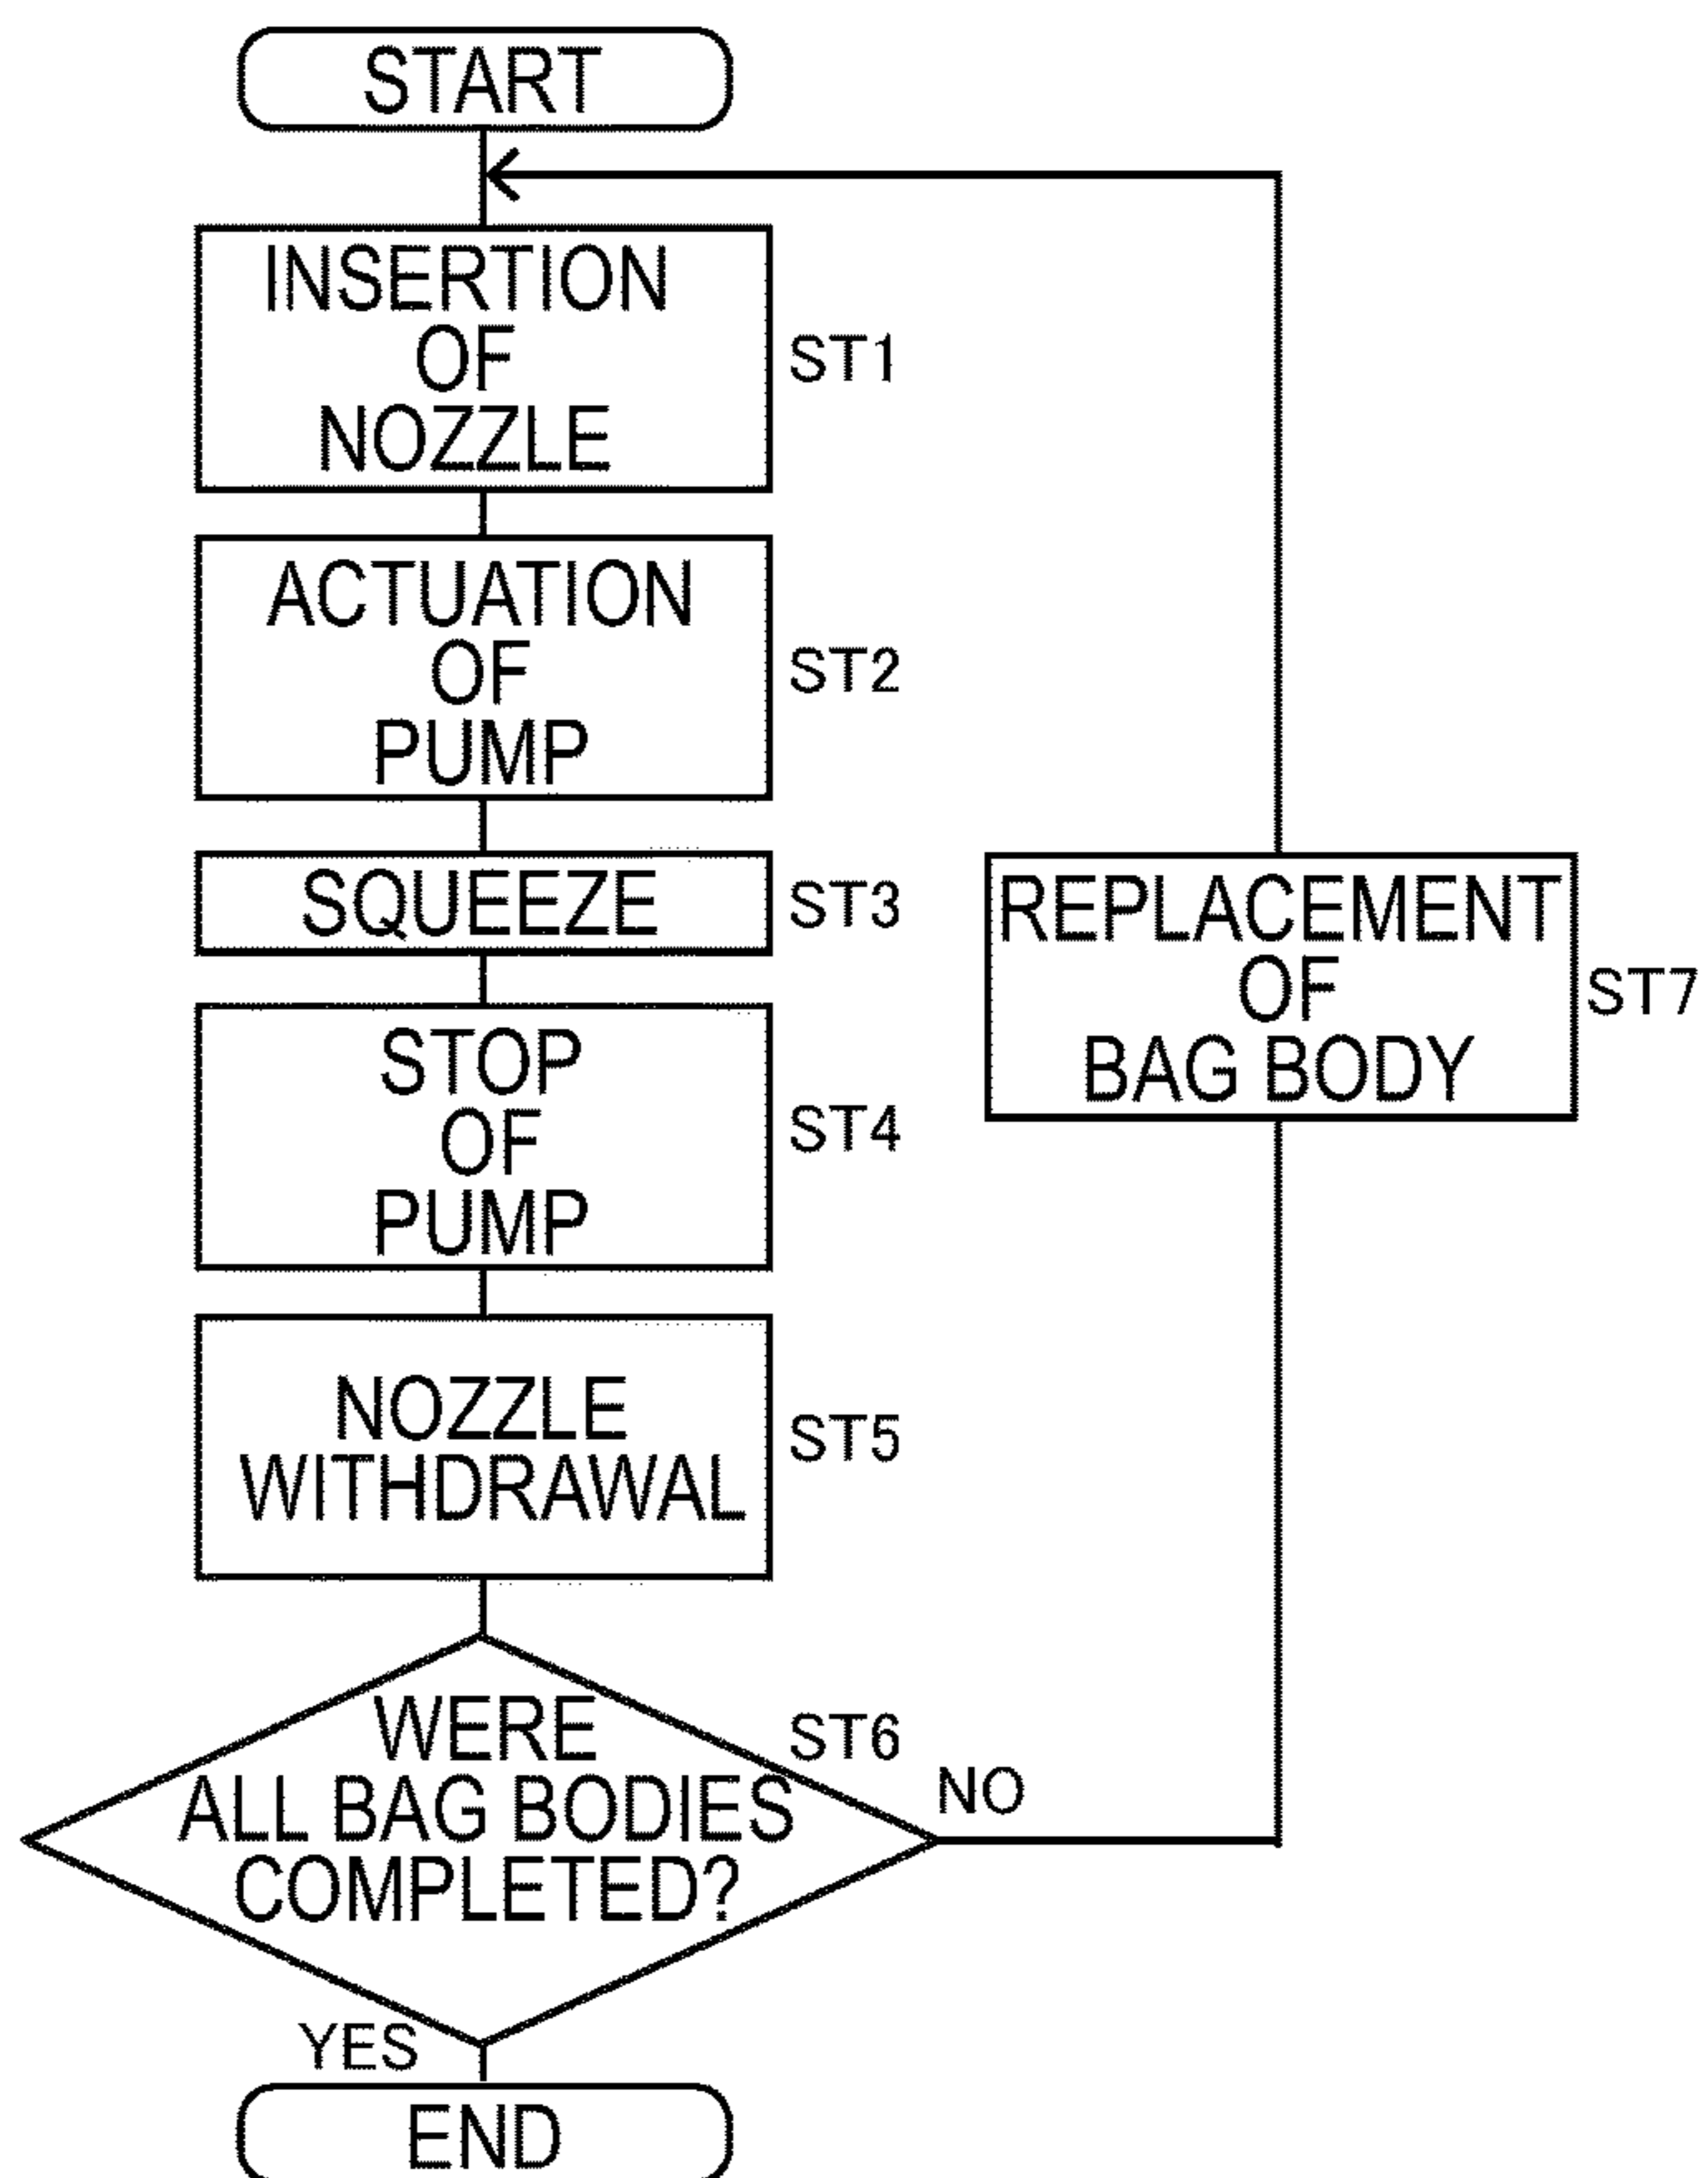 START
INSERTION
OF
NOZZLE
ST1
ACTUATION
OF
PUMP
ST2
SQUEEZE
ST3
STOP
OF
PUMP
ST4
NOZZLE
WITHDRAWAL
ST5
WERE
ALL BAG BODIES
COMPLETED?
ST6
NO
REPLACEMENT
OF
BAG BODY
ST7
YES
END